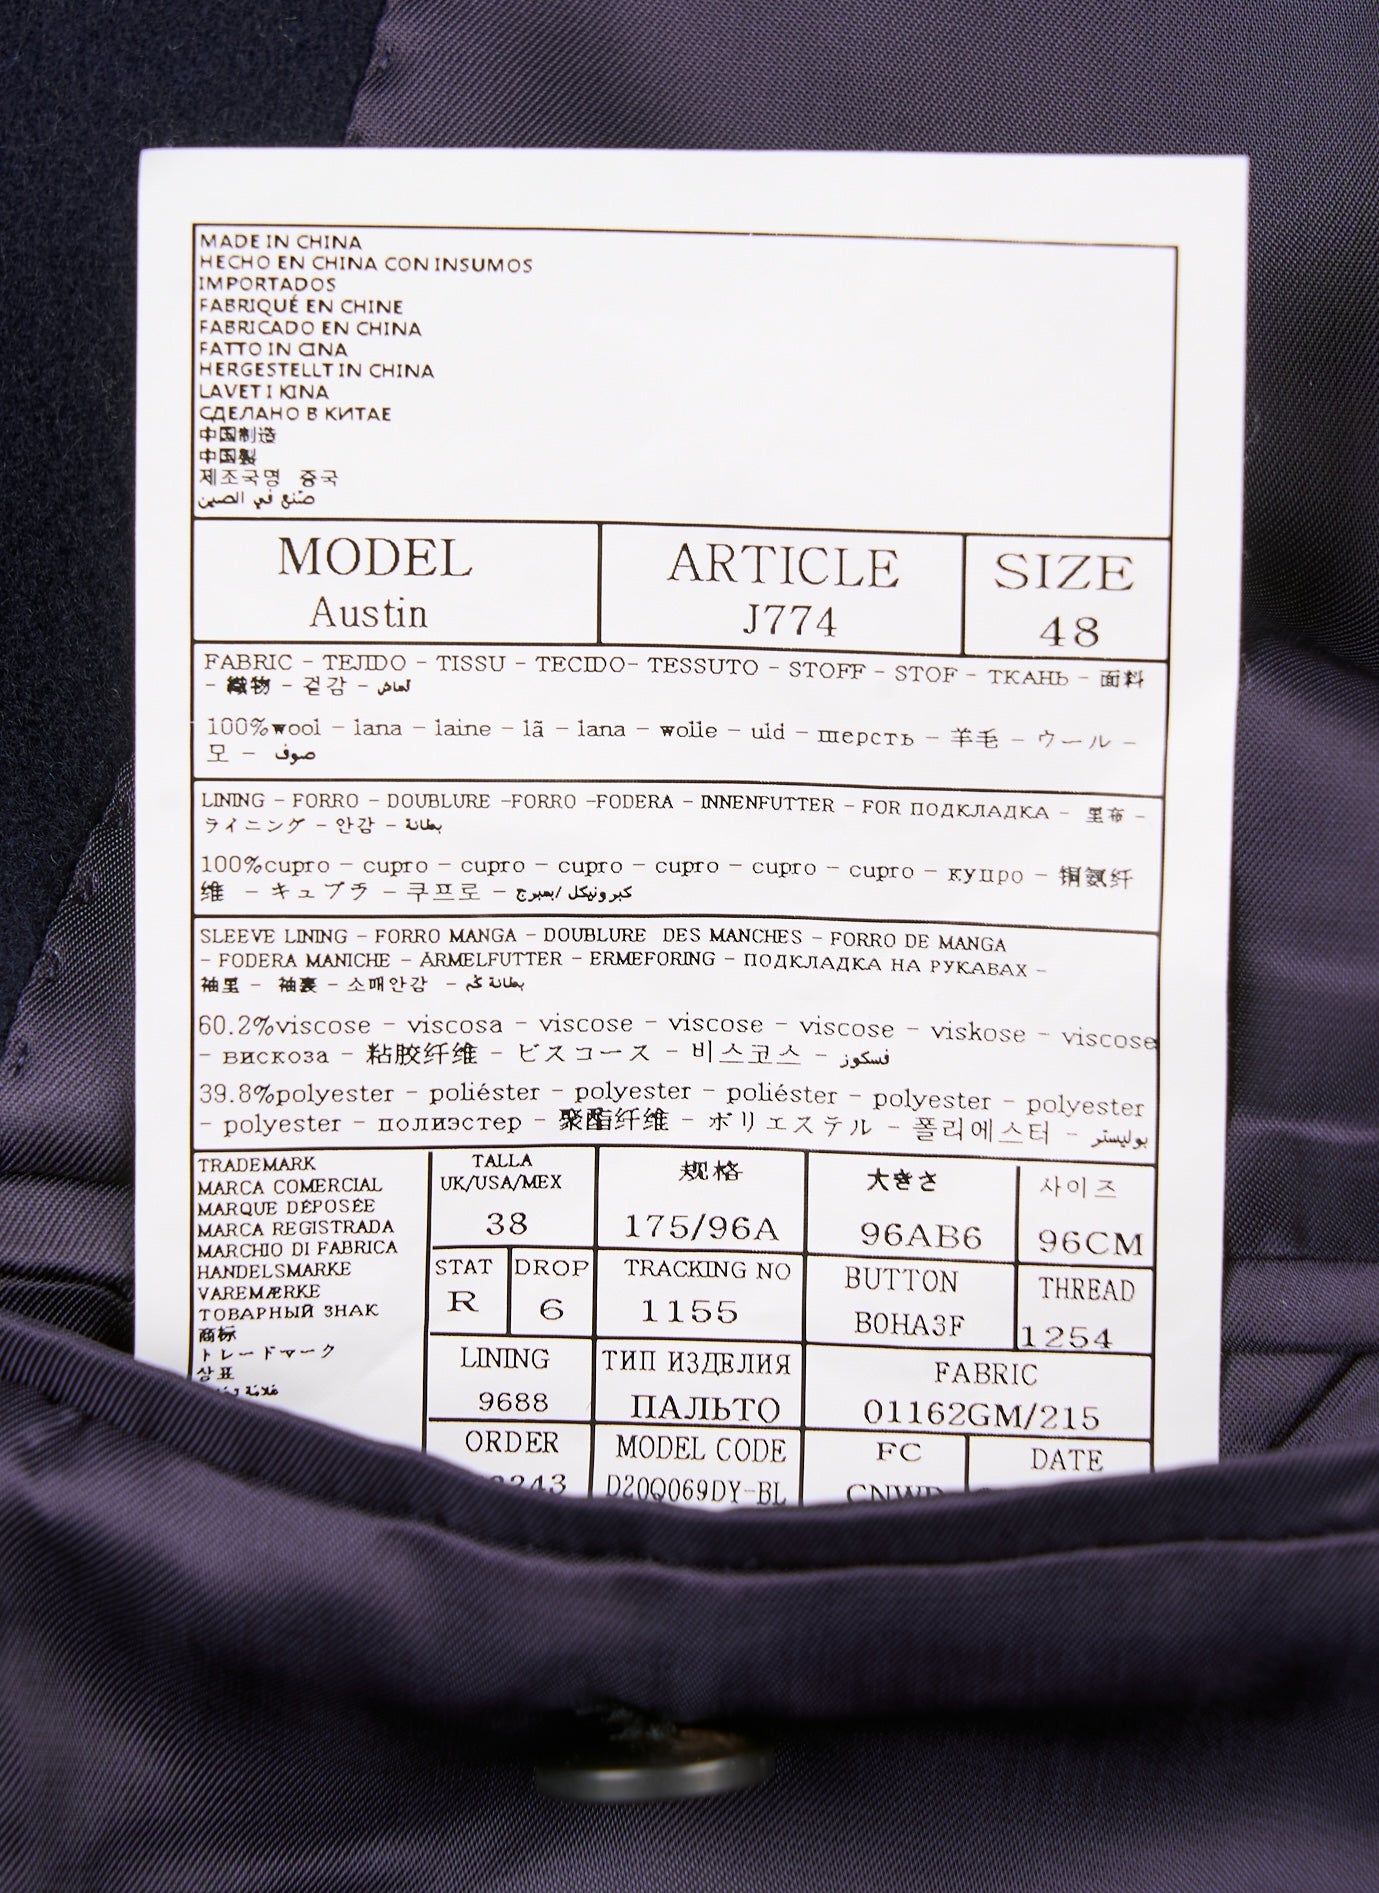 MADE IN CHINA
HECHO EN CHINA CON INSUMOS
IMPORTADOS
FABRIQUÉ EN CHINE
FABRICADO EN CHINA
FATTO IN CINA
HERGESTELLT IN CHINA
LAVET I KINA
СДЕЛАНО В КИТАЕ
中国制造
中国製
제조국명 중국
صنع في الصين
MODEL
Austin
ARTICLE
J774
SIZE
48
FABRIC - TEJIDO - TISSU - TECIDO- TESSUTO - STOFF - STOF - ТКАНЬ - 面料
- 織物 - 겉감 - قماش
100%wool - lana - laine - lã - lana - wolle - uld - шерсть - 羊毛 - ウール -
모 - صوف
LINING - FORRO - DOUBLURE -FORRO -FODERA - INNENFUTTER - FOR ПОДКЛАДКА - 里布 -
ライニング - 안감 - بطانة
100%cupro - cupro - cupro - cupro - cupro - cupro - cupro - купро - 铜氨纤
维 - キュプラ - 쿠프로 - كبرونيكل
SLEEVE LINING - FORRO MANGA - DOUBLURE DES MANCHES - FORRO DE MANGA
- FODERA MANICHE - ARMELFUTTER - ERMEFORING - ПОДКЛАДКА НА РУКАВАХ -
袖里 - 袖裏 - 소매안감 - بطانة كم
60.2%viscose - viscosa - viscose - viscose - viscose - viskose - viscose
- вискоза - 粘胶纤维 - ビスコース - 비스코스 - فسكوز
39.8%polyester - poliéster - polyester - poliéster - polyester - polyester
- polyester - полиэстер - 聚酯纤维 - ポリエステル - 폴리에스터 - بوليستر
TRADEMARK
MARCA COMERCIAL
MARQUE DÉPOSÉE
MARCA REGISTRADA
MARCHIO DI FABRICA
HANDELSMARKE
VAREMÆRKE
ТОВАРНЫЙ ЗНАК
商标
トレードマーク
상표
TALLA
UK/USA/MEX
38
规格
175/96A
大きさ
96AB6
사이즈
96CM
STAT
R
DROP
6
TRACKING NO
1155
BUTTON
B0HA3F
THREAD
1254
LINING
9688
ТИП ИЗДЕЛИЯ
ПАЛЬТО
FABRIC
01162GM/215
ORDER
MODEL CODE
D20Q069DY-BL
FC
DATE